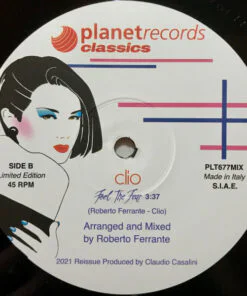 planetrecords
classics
SIDE B
Limited Edition
45 RPM
PLT677MIX
Made in Italy
S.I.A.E.
clio
Feel The Fear 3:37
(Roberto Ferrante - Clio)
Arranged and Mixed
by Roberto Ferrante
2021 Reissue Produced by Claudio Casalini